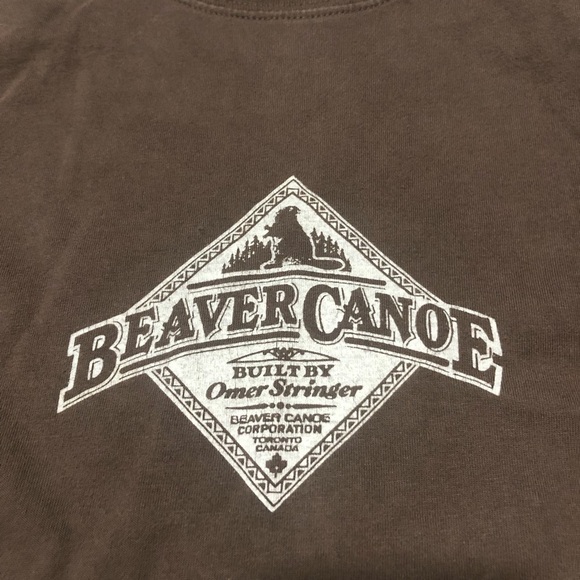 BEAVER CANOE
BUILT BY
Omer Stringer
BEAVER CANOE
CORPORATION
TORONTO
CANADA